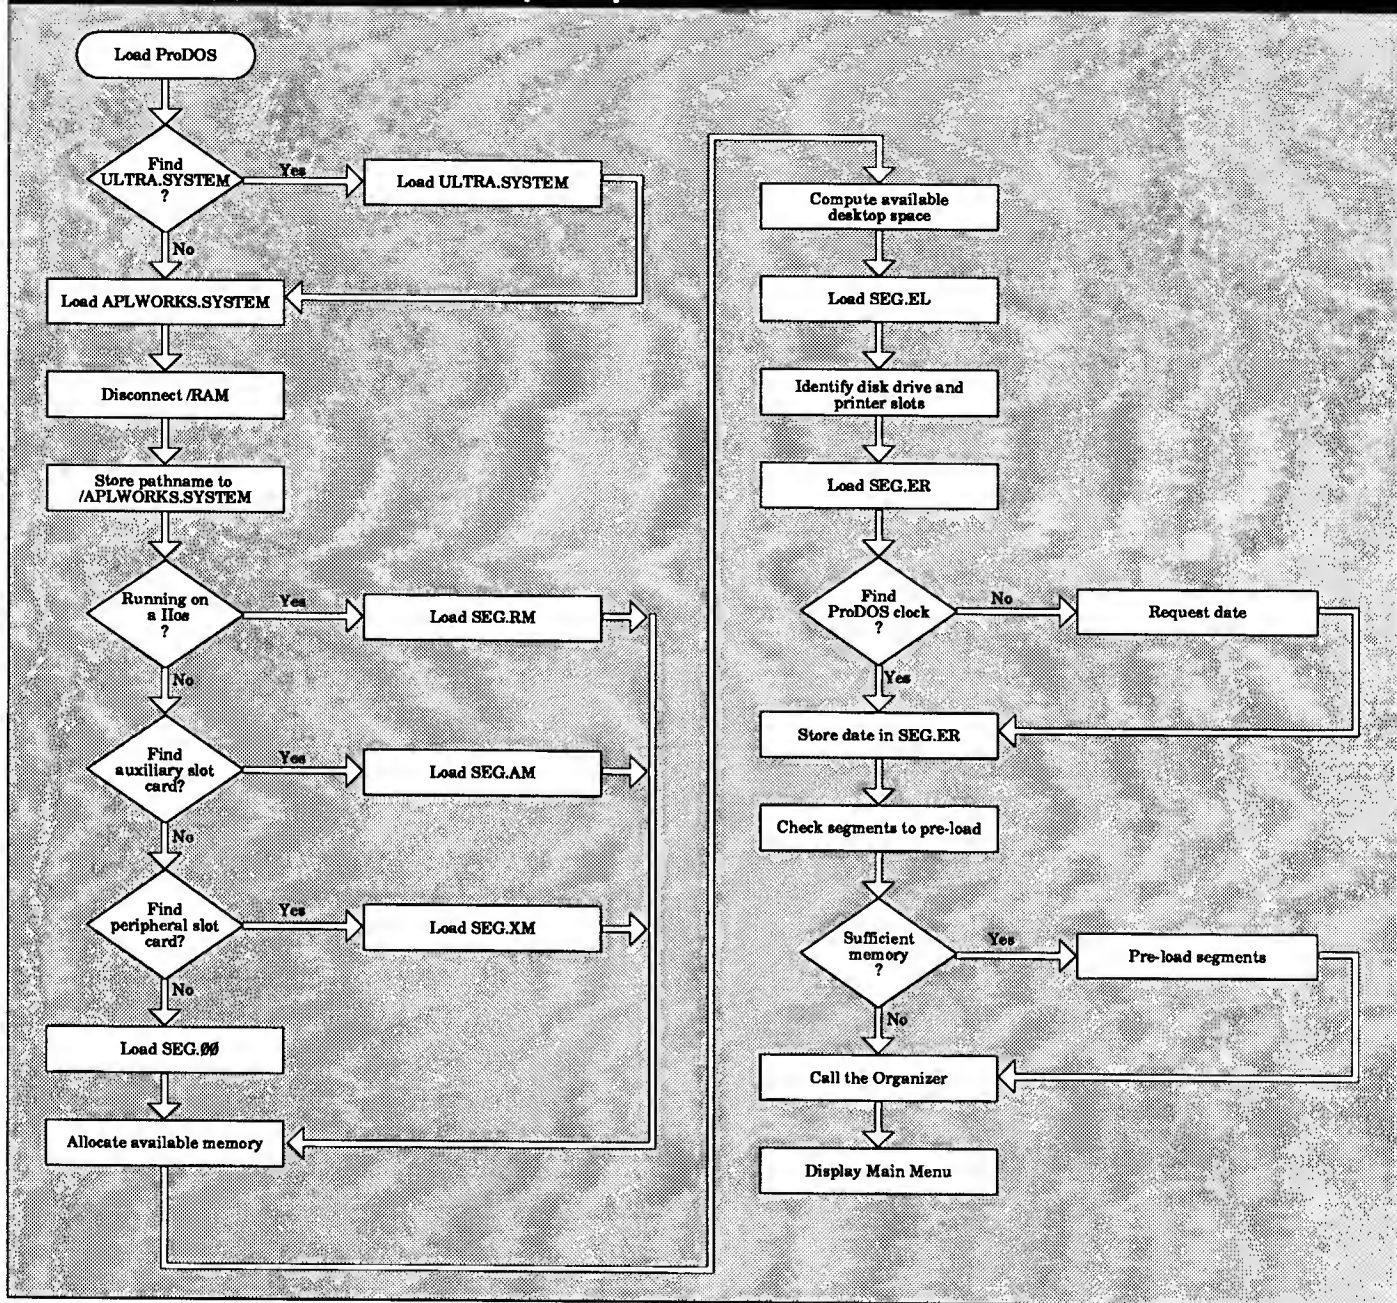 Load ProDOS
Find
ULTRA.SYSTEM
?
Yes
Load ULTRA.SYSTEM
No
Load APLWORKS.SYSTEM
Disconnect /RAM
Store pathname to
/APLWORKS.SYSTEM
Running on
a IIos
?
Yes
Load SEG.RM
No
Find
auxiliary slot
card?
Yes
Load SEG.AM
No
Find
peripheral slot
card?
Yes
Load SEG.XM
No
Load SEG.ØØ
Allocate available memory
Compute available
desktop space
Load SEG.EL
Identify disk drive and
printer slots
Load SEG.ER
Find
ProDOS clock
?
No
Request date
Yes
Store date in SEG.ER
Check segments to pre-load
Sufficient
memory
?
Yes
Pre-load segments
No
Call the Organizer
Display Main Menu